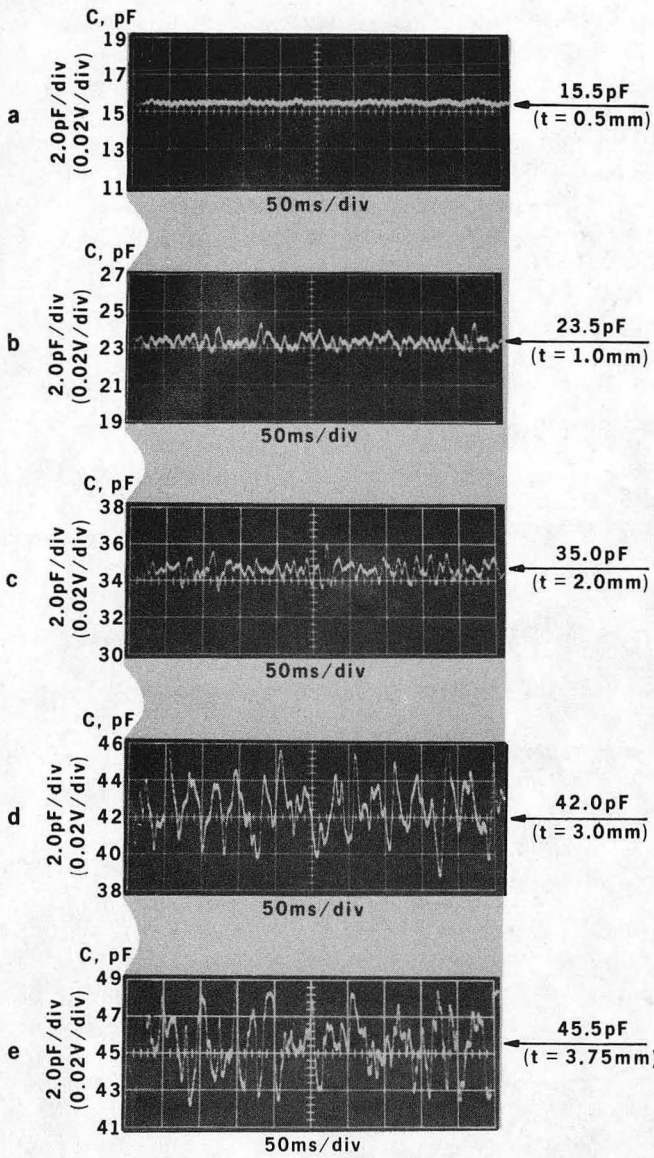 C, pF
19
17
15
13
11
2.0pF/div
(0.02V/div)
a
50ms/div
15.5pF
(t = 0.5mm)
C, pF
27
25
23
21
19
2.0pF/div
(0.02V/div)
b
50ms/div
23.5pF
(t = 1.0mm)
C, pF
38
36
34
32
30
2.0pF/div
(0.02V/div)
c
50ms/div
35.0pF
(t = 2.0mm)
C, pF
46
44
42
40
38
2.0pF/div
(0.02V/div)
d
50ms/div
42.0pF
(t = 3.0mm)
C, pF
49
47
45
43
41
2.0pF/div
(0.02V/div)
e
50ms/div
45.5pF
(t = 3.75mm)